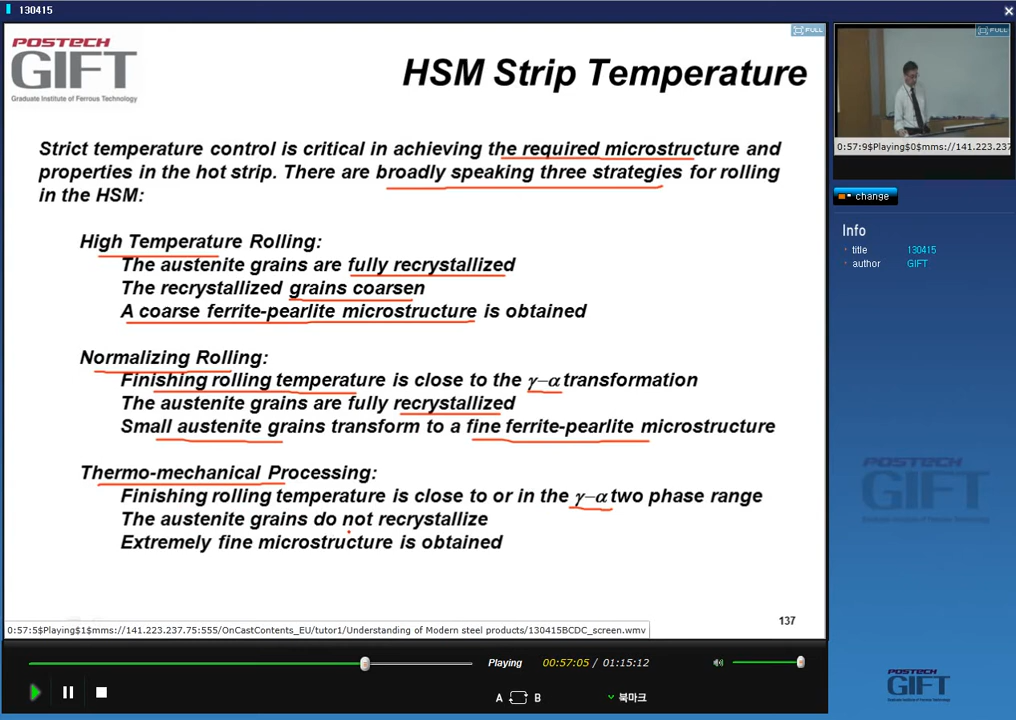 130415
POSTECH
GIFT
Graduate Institute of Ferrous Technology
HSM Strip Temperature
FULL
Strict temperature control is critical in achieving the required microstructure and
properties in the hot strip. There are broadly speaking three strategies for rolling
in the HSM:
High Temperature Rolling:
The austenite grains are fully recrystallized
The recrystallized grains coarsen
A coarse ferrite-pearlite microstructure is obtained
Normalizing Rolling:
Finishing rolling temperature is close to the γ–α transformation
The austenite grains are fully recrystallized
Small austenite grains transform to a fine ferrite-pearlite microstructure
Thermo-mechanical Processing:
Finishing rolling temperature is close to or in the γ–α two phase range
The austenite grains do not recrystallize
Extremely fine microstructure is obtained
137
0:57:5$Playing$1$mms://141.223.237.75:555/OnCastContents_EU/tutor1/Understanding of Modern steel products/130415BCDC_screen.wmv
Playing
00:57:05 / 01:15:12
A B
북마크
FULL
0:57:9$Playing$0$mms://141.223.237
change
Info
title 130415
author GIFT
POSTECH
GIFT
POSTECH
GIFT